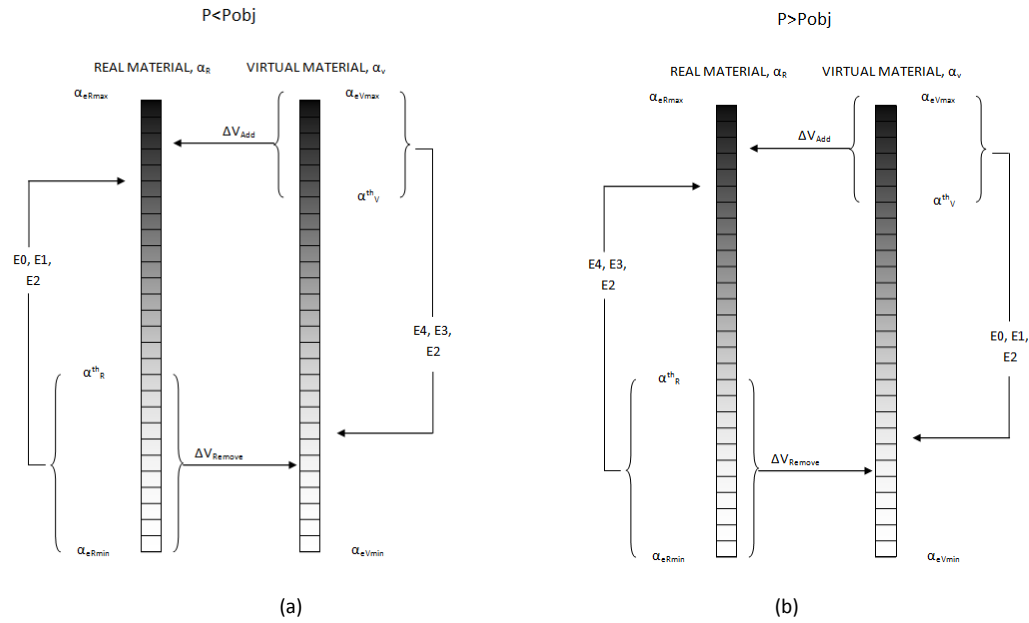 P<Pobj
REAL MATERIAL, αR
VIRTUAL MATERIAL, αv
αeRmax
αeVmax
ΔVAdd
αthV
E0, E1,
E2
E4, E3,
E2
αthR
ΔVRemove
αeRmin
αeVmin
(a)
P>Pobj
REAL MATERIAL, αR
VIRTUAL MATERIAL, αv
αeRmax
αeVmax
ΔVAdd
αthV
E4, E3,
E2
E0, E1,
E2
αthR
ΔVRemove
αeRmin
αeVmin
(b)